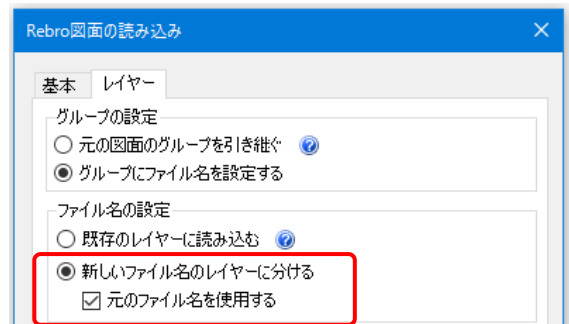 Rebro図面の読み込み
基本 レイヤー
グループの設定
元の図面のグループを引き継ぐ
グループにファイル名を設定する
ファイル名の設定
既存のレイヤーに読み込む
新しいファイル名のレイヤーに分ける
元のファイル名を使用する